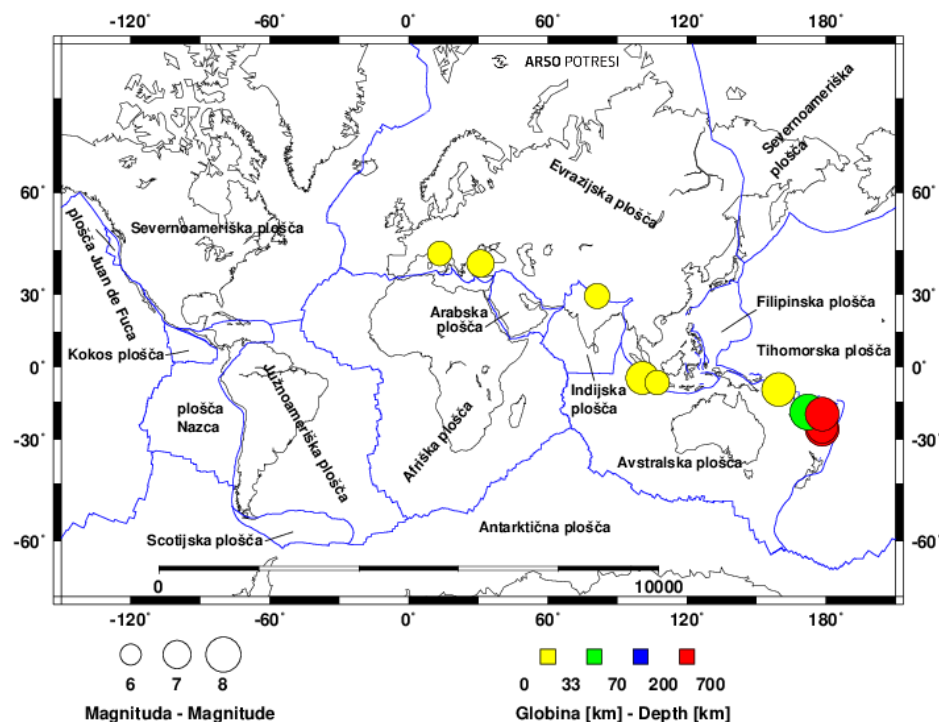 -120° -60° 0° 60° 120° 180°
ARSO POTRESI
Severnoameriška
plošča
Evrazijska plošča
60° 60°
Severnoameriška plošča
plošča Juan de Fuca
30° 30°
Arabska
plošča
Filipinska plošča
Kokos plošča
Tihomorska plošča
0° 0°
Južnoameriška plošča
Indijska
plošča
plošča
Nazca
Afriška plošča
-30° -30°
Avstralska plošča
Antarktična plošča
Scotijska plošča
-60° -60°
0 10000
-120° -60° 0° 60° 120° 180°
6 7 8
0 33 70 200 700
Magnituda - Magnitude
Globina [km] - Depth [km]